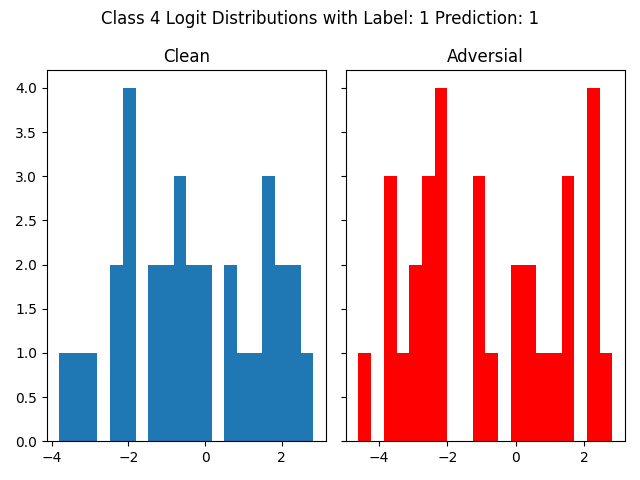 Class 4 Logit Distributions with Label: 1 Prediction: 1
Clean
Adversial
4.0
3.5
3.0
2.5
2.0
1.5
1.0
0.5
0.0
−4 −2 0 2
−4 −2 0 2